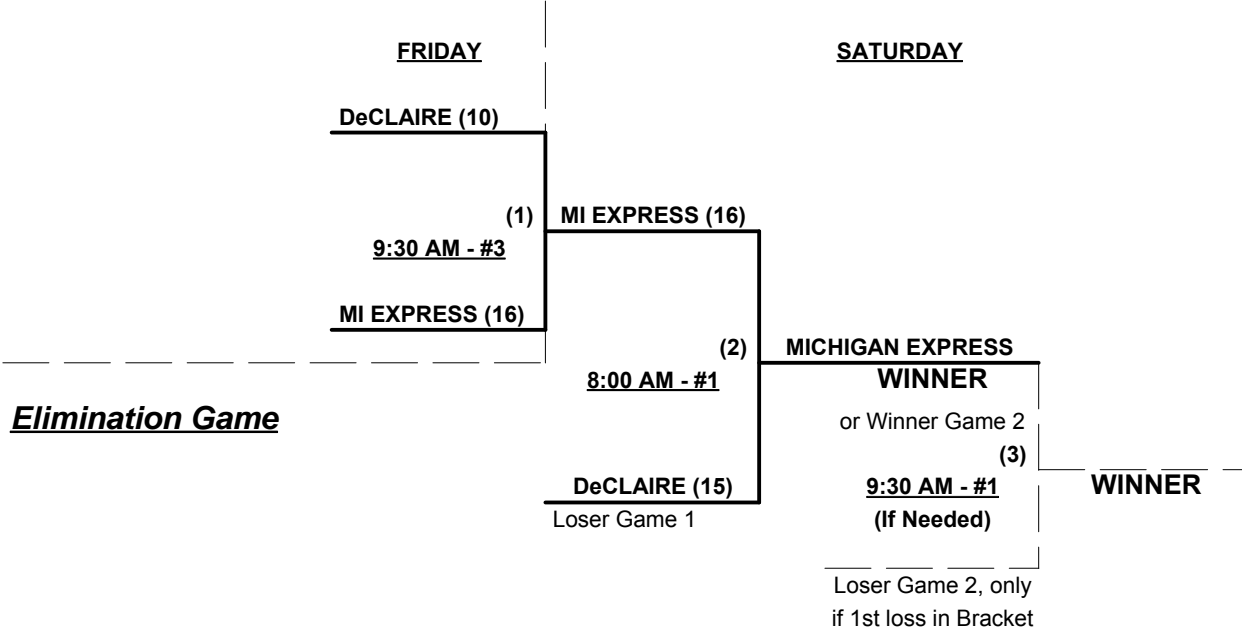 FRIDAY
SATURDAY
DeCLAIRE (10)
(1)
MI EXPRESS (16)
9:30 AM - #3
MI EXPRESS (16)
(2)
MICHIGAN EXPRESS
8:00 AM - #1
WINNER
Elimination Game
or Winner Game 2
(3)
DeCLAIRE (15)
9:30 AM - #1
WINNER
Loser Game 1
(If Needed)
Loser Game 2, only
if 1st loss in Bracket